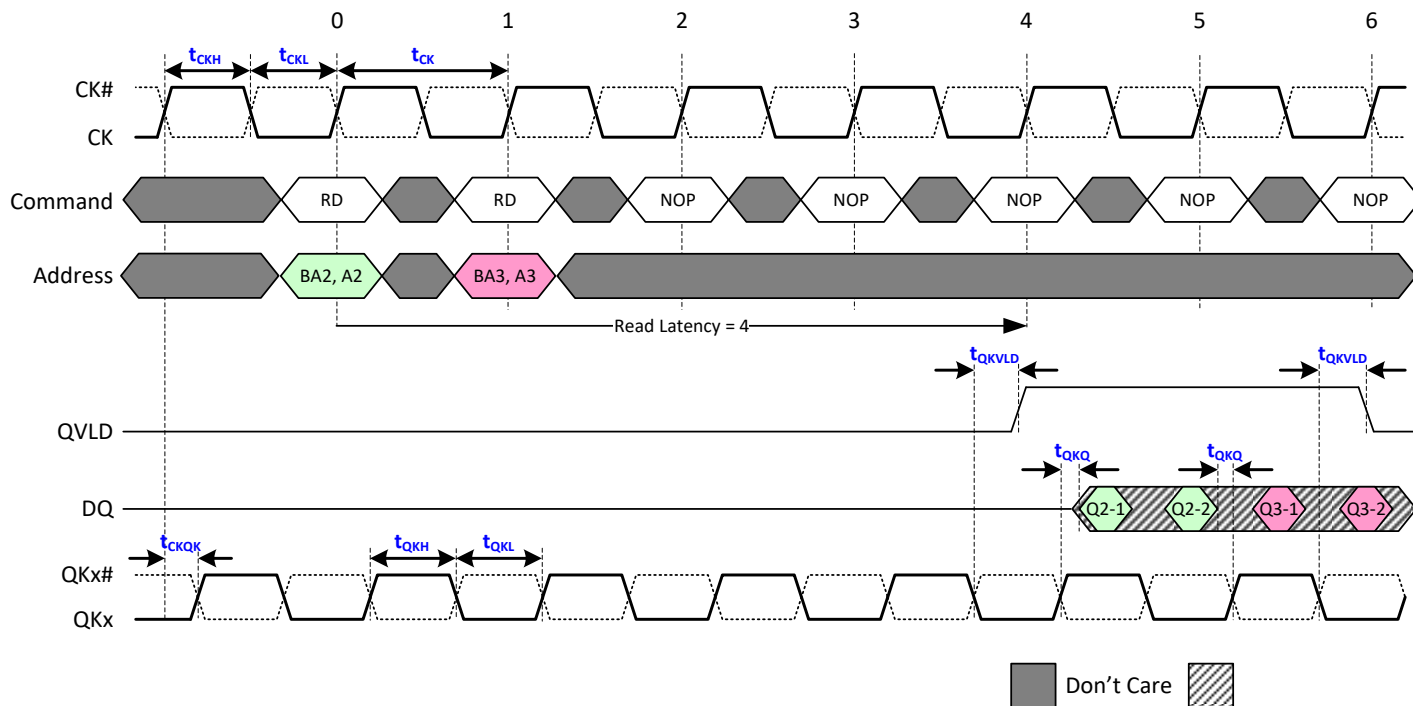 0 1 2 3 4 5 6
tCKH tCKL tCK
CK#
CK
Command RD RD NOP NOP NOP NOP NOP
Address BA2, A2 BA3, A3
Read Latency = 4
tQKVLD tQKVLD
QVLD
tQKQ tQKQ
DQ Q2-1 Q2-2 Q3-1 Q3-2
tCKQK tQKH tQKL
QKx#
QKx
Don't Care